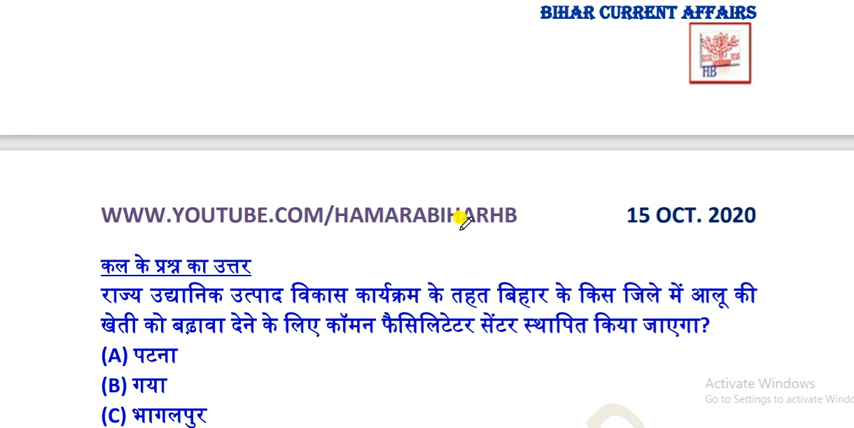 BIHAR CURRENT AFFAIRS
HB
WWW.YOUTUBE.COM/HAMARABIHARHB 15 OCT. 2020
कल के प्रश्न का उत्तर
राज्य उद्यानिक उत्पाद विकास कार्यक्रम के तहत बिहार के किस जिले में आलू की
खेती को बढ़ावा देने के लिए कॉमन फैसिलिटेटर सेंटर स्थापित किया जाएगा?
(A) पटना
(B) गया
(C) भागलपुर
Activate Windows
Go to Settings to activate Windo